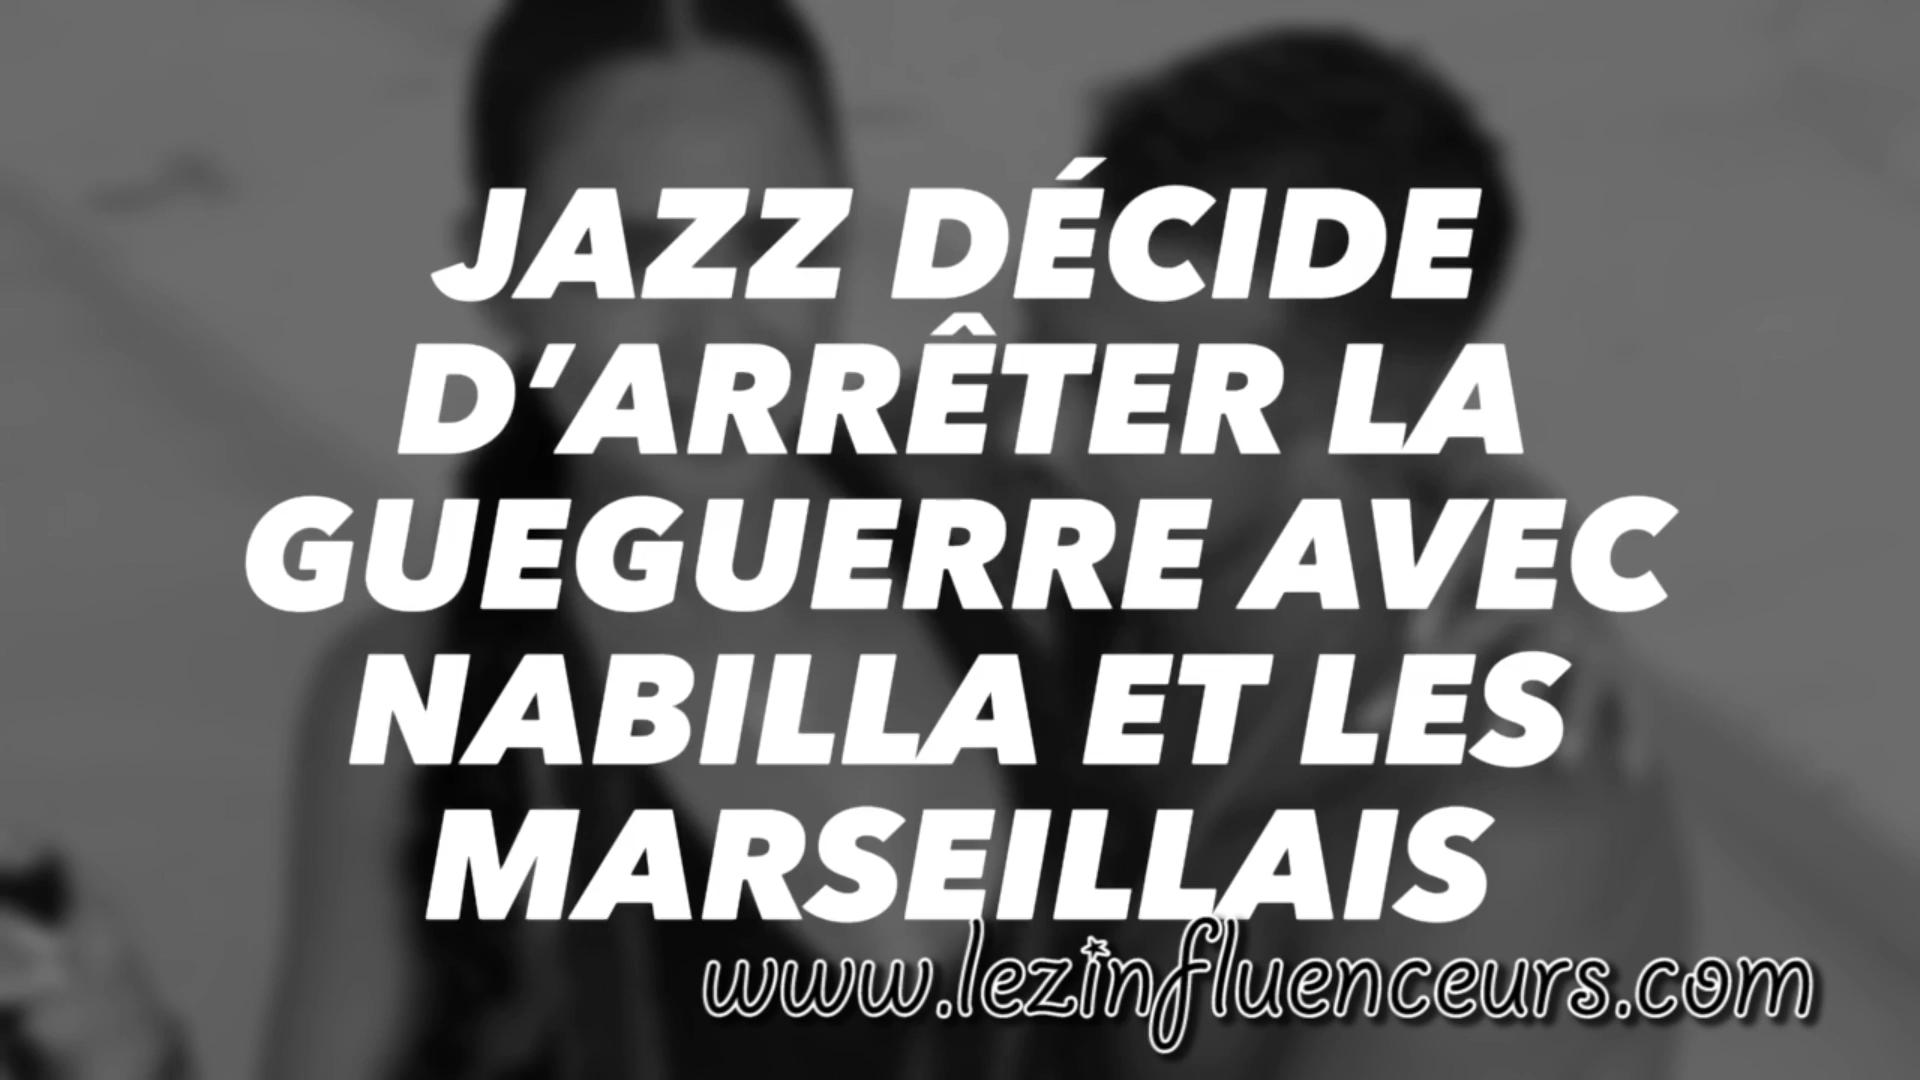 JAZZ DÉCIDE
D'ARRÊTER LA
GUEGUERRE AVEC
NABILLA ET LES
MARSEILLAIS
www.lezinfluenceurs.com